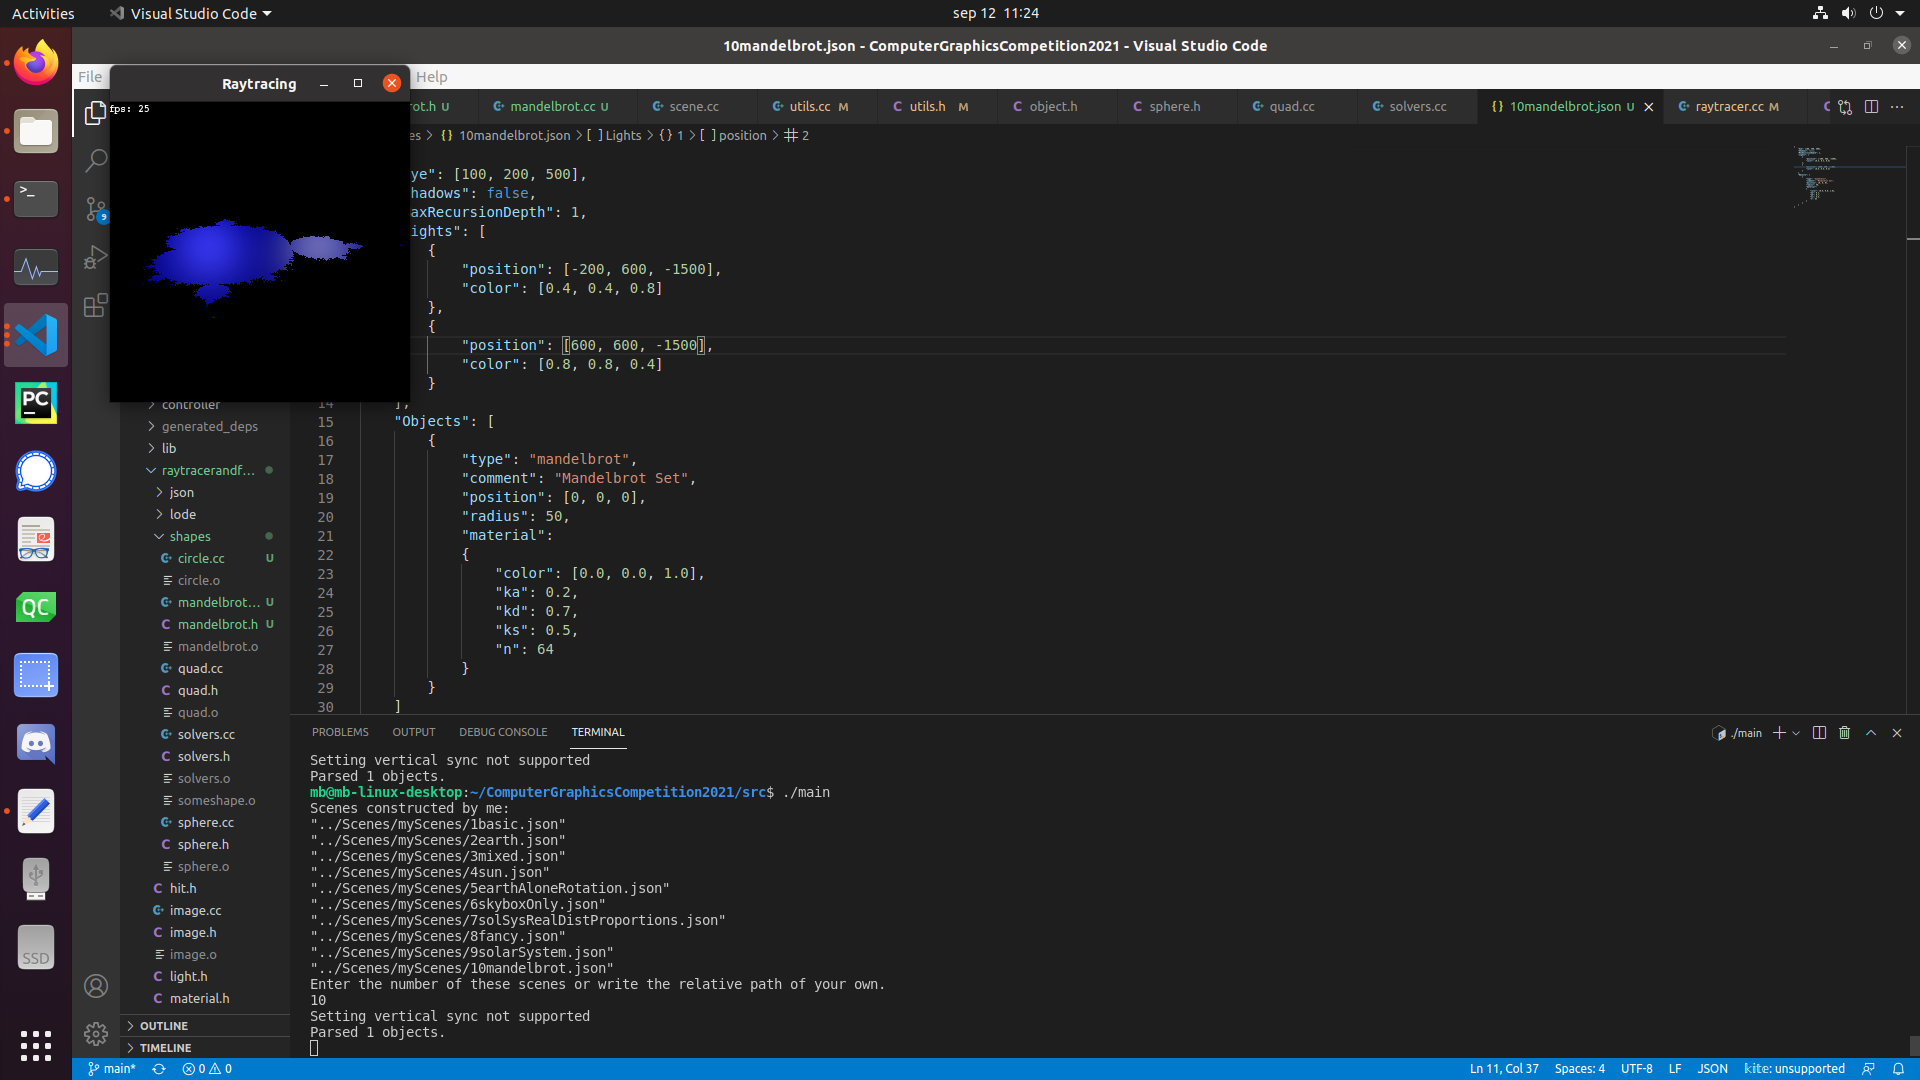 Activities
Visual Studio Code
sep 12 11:24
10mandelbrot.json - ComputerGraphicsCompetition2021 - Visual Studio Code
File
Help
Raytracing
fps: 25
rot.h U
mandelbrot.cc U
scene.cc
utils.cc M
utils.h M
object.h
sphere.h
quad.cc
solvers.cc
10mandelbrot.json U
raytracer.cc M
es > {} 10mandelbrot.json > [ ] Lights > {} 1 > [ ] position > # 2
ye": [100, 200, 500],
hadows": false,
axRecursionDepth": 1,
ights": [
{
"position": [-200, 600, -1500],
"color": [0.4, 0.4, 0.8]
},
{
"position": [600, 600, -1500],
"color": [0.8, 0.8, 0.4]
}
14 ],
15 "Objects": [
16 {
17 "type": "mandelbrot",
18 "comment": "Mandelbrot Set",
19 "position": [0, 0, 0],
20 "radius": 50,
21 "material":
22 {
23 "color": [0.0, 0.0, 1.0],
24 "ka": 0.2,
25 "kd": 0.7,
26 "ks": 0.5,
27 "n": 64
28 }
29 }
30 ]
9
controller
generated_deps
lib
raytracerandf...
json
lode
shapes
circle.cc U
circle.o
mandelbrot... U
mandelbrot.h U
mandelbrot.o
quad.cc
quad.h
quad.o
solvers.cc
solvers.h
solvers.o
someshape.o
sphere.cc
sphere.h
sphere.o
hit.h
image.cc
image.h
image.o
light.h
material.h
OUTLINE
TIMELINE
PC
QC
SSD
PROBLEMS OUTPUT DEBUG CONSOLE TERMINAL
./main
Setting vertical sync not supported
Parsed 1 objects.
mb@mb-linux-desktop:~/ComputerGraphicsCompetition2021/src$ ./main
Scenes constructed by me:
"../Scenes/myScenes/1basic.json"
"../Scenes/myScenes/2earth.json"
"../Scenes/myScenes/3mixed.json"
"../Scenes/myScenes/4sun.json"
"../Scenes/myScenes/5earthAloneRotation.json"
"../Scenes/myScenes/6skyboxOnly.json"
"../Scenes/myScenes/7solSysRealDistProportions.json"
"../Scenes/myScenes/8fancy.json"
"../Scenes/myScenes/9solarSystem.json"
"../Scenes/myScenes/10mandelbrot.json"
Enter the number of these scenes or write the relative path of your own.
10
Setting vertical sync not supported
Parsed 1 objects.
main*
0 0
Ln 11, Col 37
Spaces: 4
UTF-8
LF
JSON
kite: unsupported